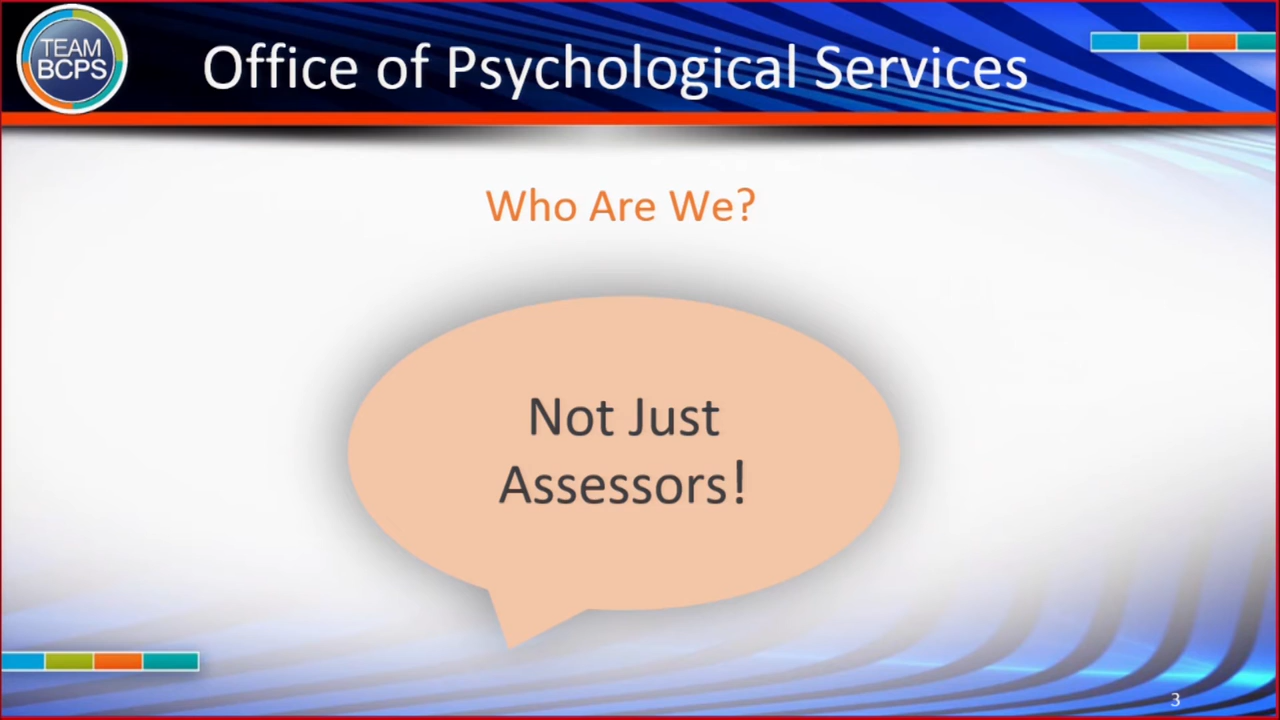 TEAM
BCPS
Office of Psychological Services
Who Are We?
Not Just
Assessors!
3